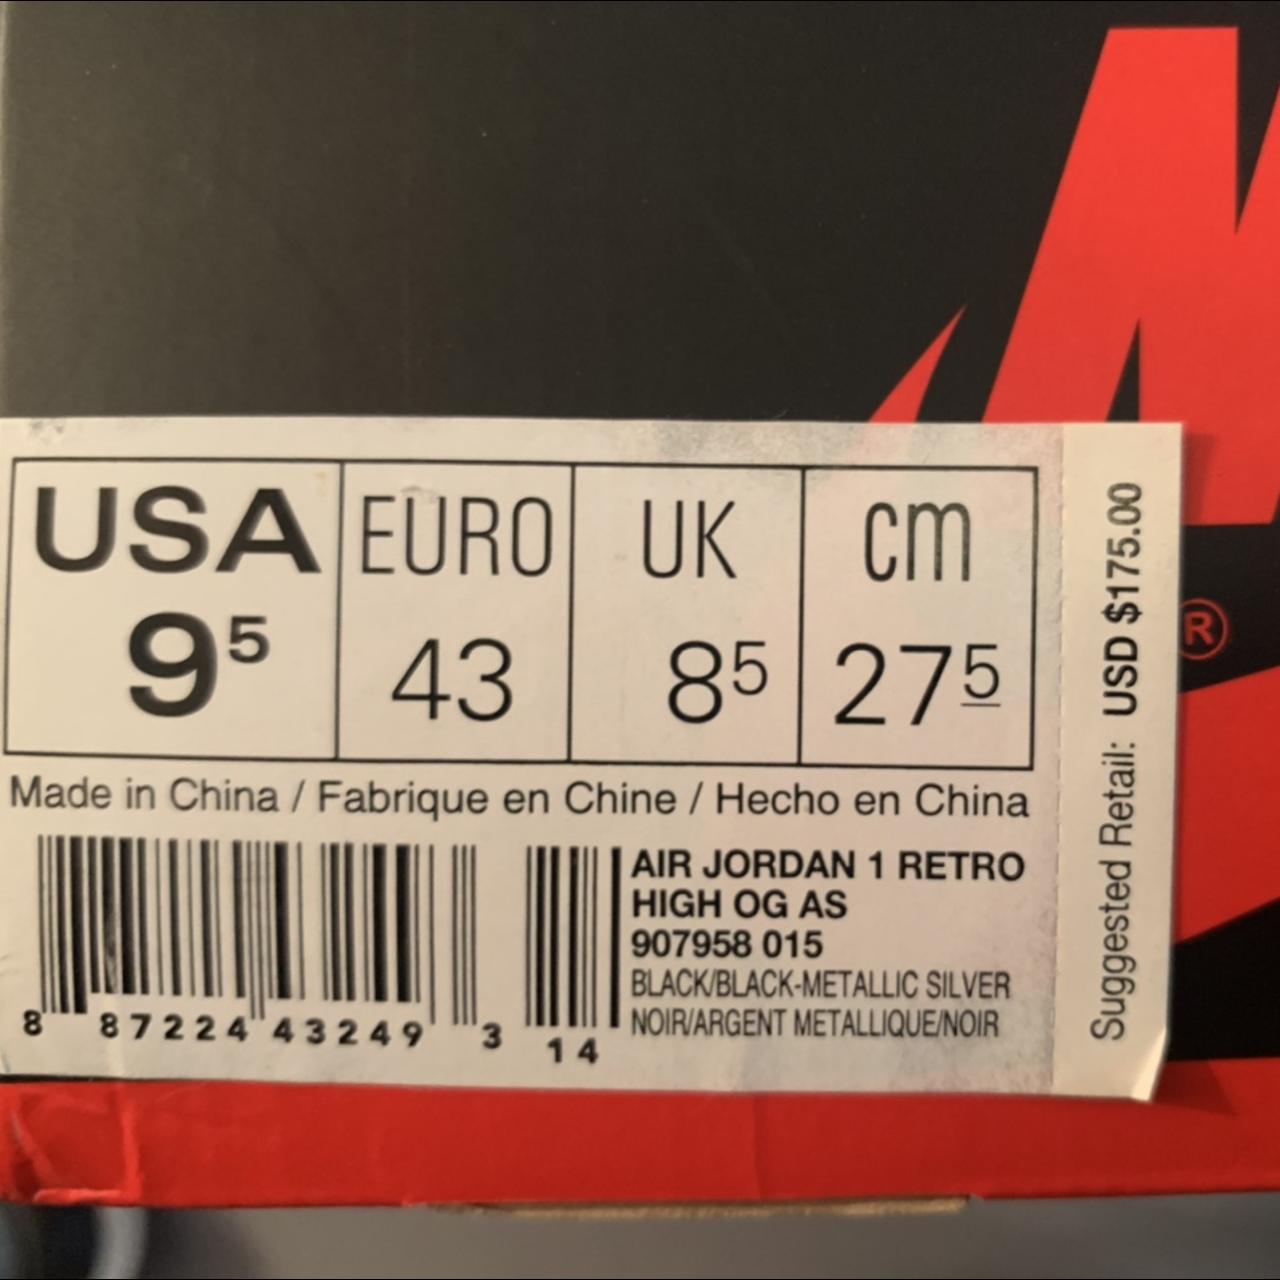 USA EURO UK cm
9⁵ 43 8⁵ 27⁵
Made in China / Fabrique en Chine / Hecho en China
AIR JORDAN 1 RETRO
HIGH OG AS
907958 015
BLACK/BLACK-METALLIC SILVER
NOIR/ARGENT METALLIQUE/NOIR
8 87224 43249 3 14
Suggested Retail: USD $175.00
®